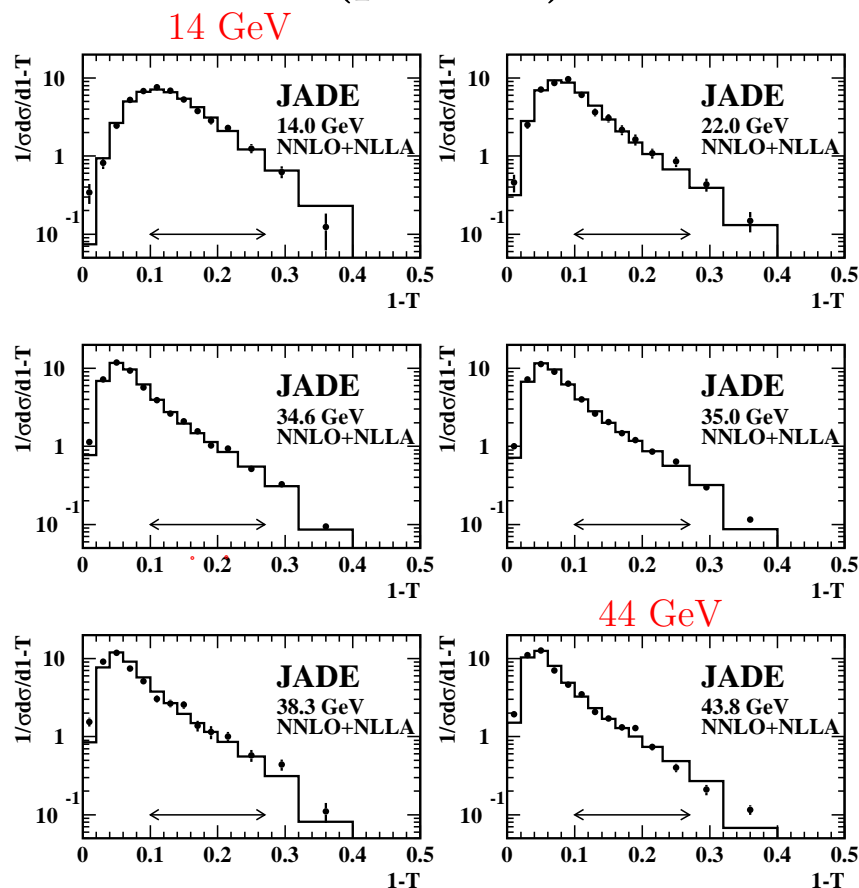 14 GeV
1/σdσ/d1-T
10
1
10 -1
JADE
14.0 GeV
NNLO+NLLA
0 0.1 0.2 0.3 0.4 0.5
1-T
1/σdσ/d1-T
10
1
10 -1
JADE
22.0 GeV
NNLO+NLLA
0 0.1 0.2 0.3 0.4 0.5
1-T
1/σdσ/d1-T
10
1
10 -1
JADE
34.6 GeV
NNLO+NLLA
0 0.1 0.2 0.3 0.4 0.5
1-T
1/σdσ/d1-T
10
1
10 -1
JADE
35.0 GeV
NNLO+NLLA
0 0.1 0.2 0.3 0.4 0.5
1-T
1/σdσ/d1-T
10
1
10 -1
JADE
38.3 GeV
NNLO+NLLA
0 0.1 0.2 0.3 0.4 0.5
1-T
44 GeV
1/σdσ/d1-T
10
1
10 -1
JADE
43.8 GeV
NNLO+NLLA
0 0.1 0.2 0.3 0.4 0.5
1-T